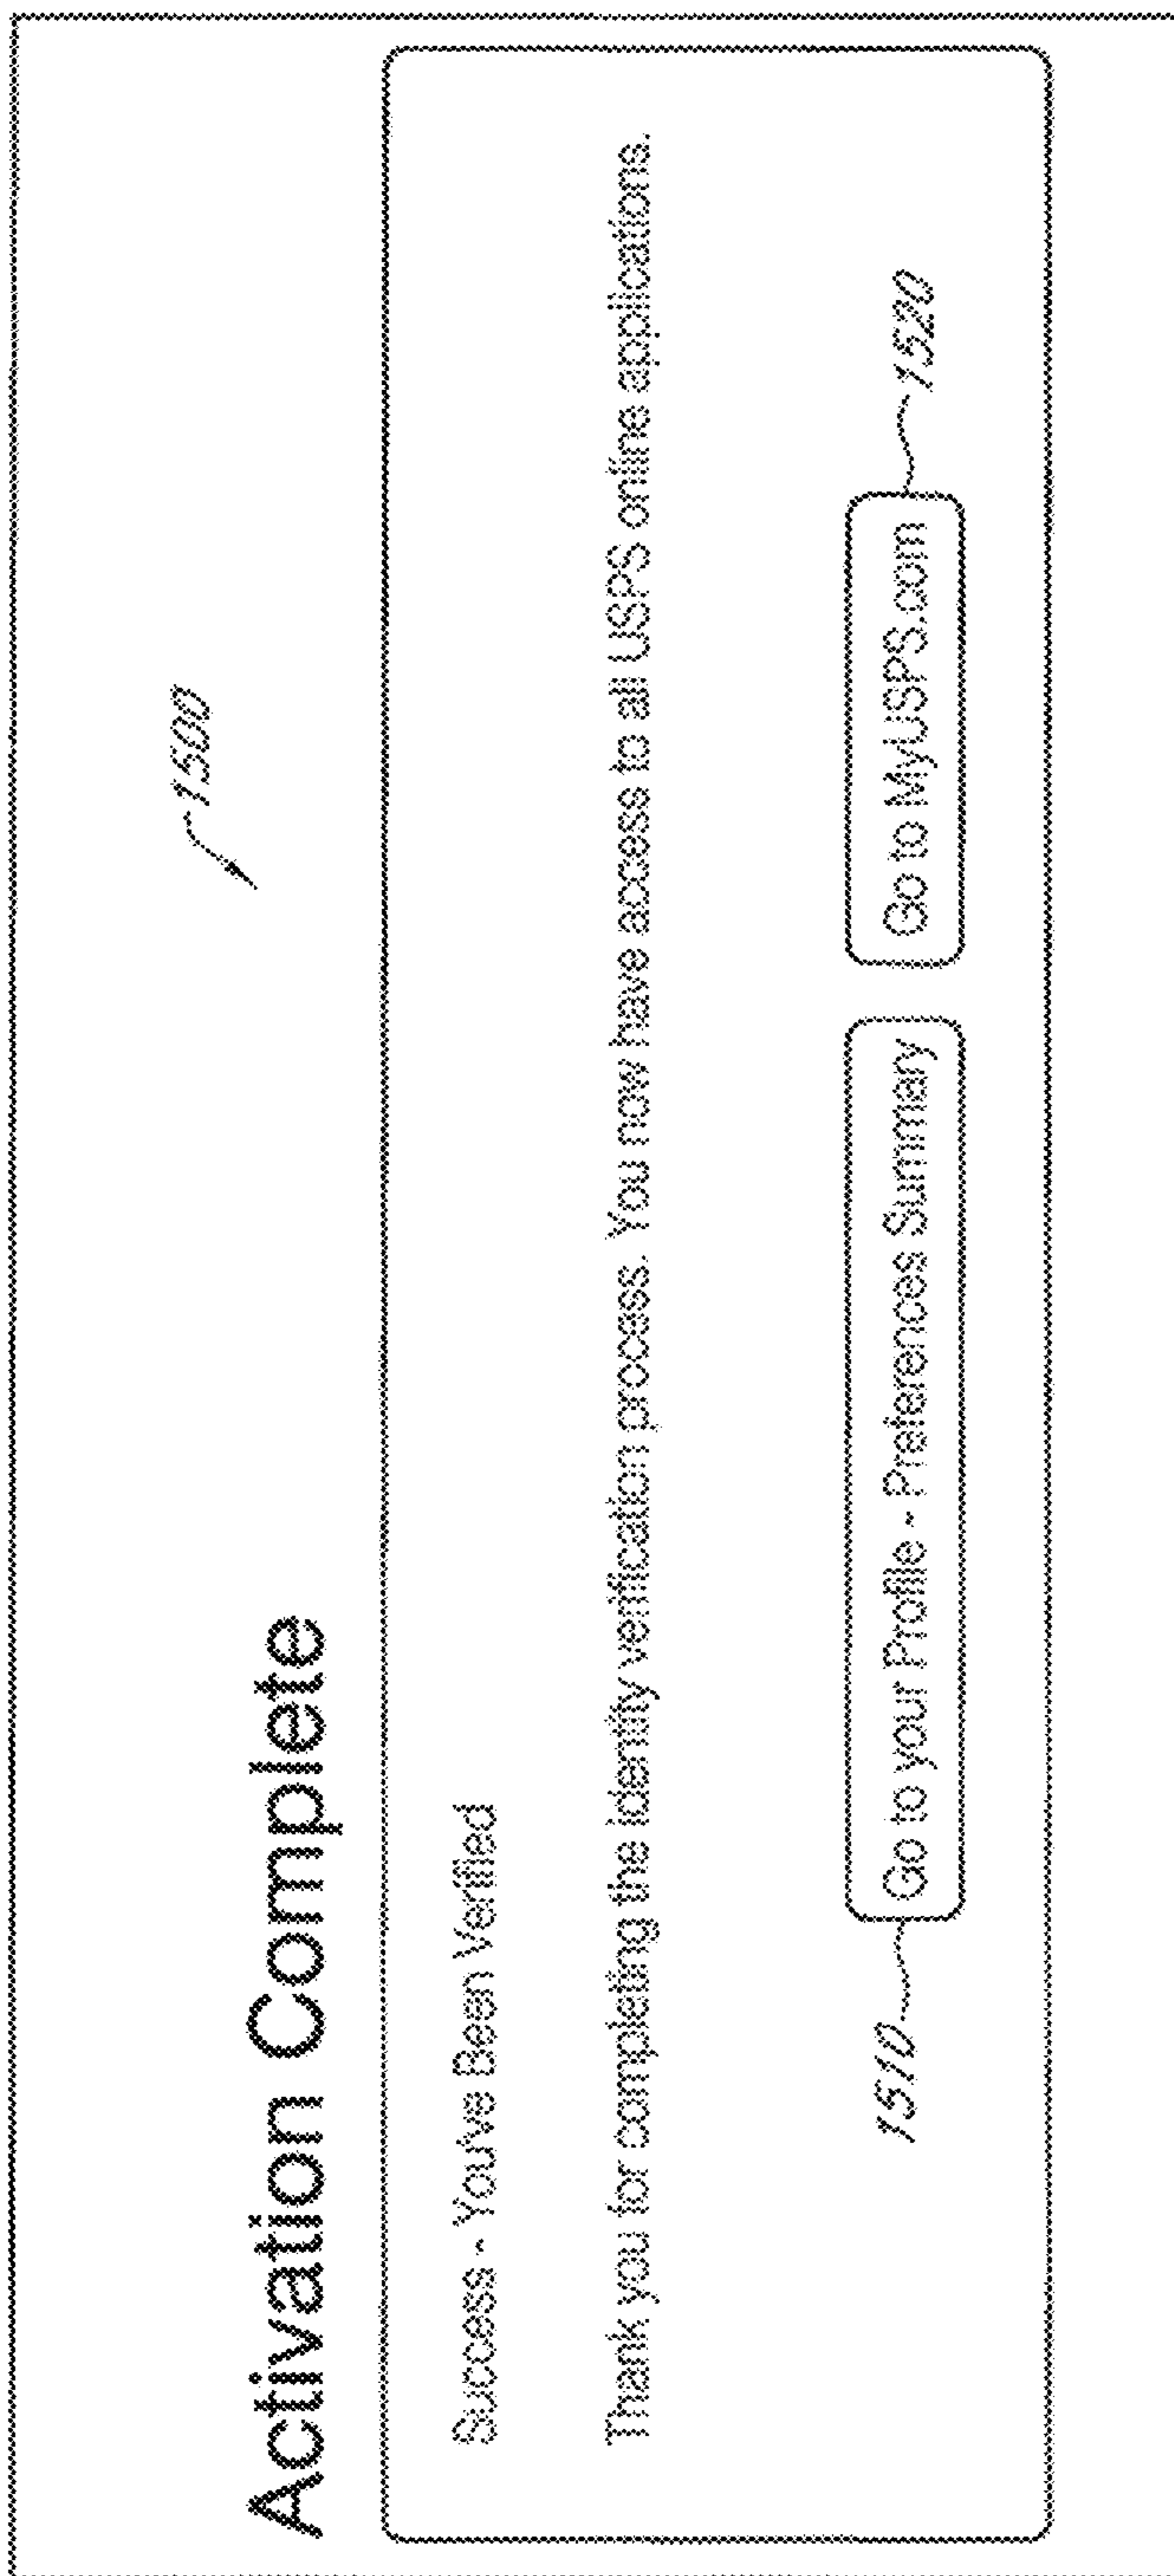 1500
Activation Complete
Success - You've Been Verified
Thank you for completing the identity verification process. You now have access to all USPS online applications.
1510 Go to your Profile - Preferences Summary Go to MyUSPS.com 1520